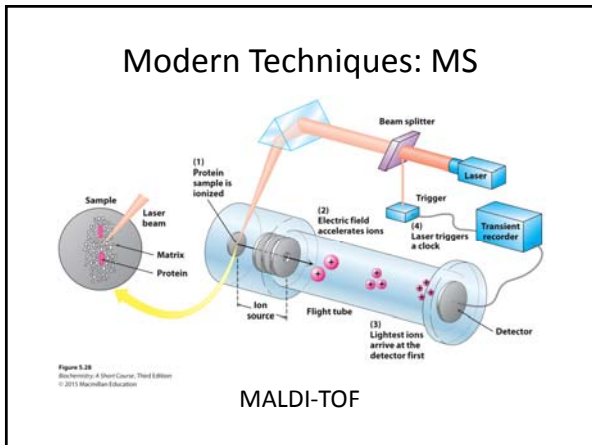 Modern Techniques: MS
Beam splitter
Laser
(1)
Protein
sample is
ionized
Sample
Laser
beam
Matrix
Protein
(2)
Electric field
accelerates ions
Trigger
(4)
Laser triggers
a clock
Transient
recorder
Ion
source
Flight tube
(3)
Lightest ions
arrive at the
detector first
Detector
Figure 5.28
Biochemistry: A Short Course, Third Edition
© 2015 Macmillan Education
MALDI-TOF